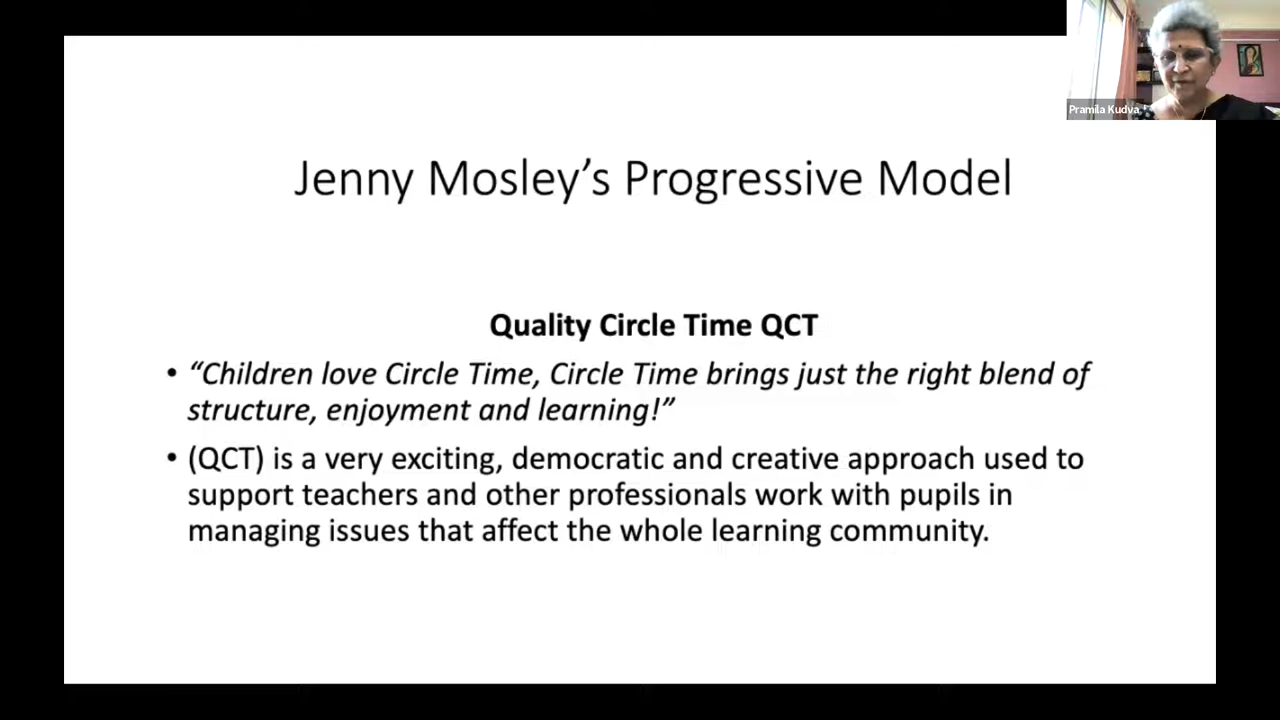 Pramila Kudva
Jenny Mosley’s Progressive Model
Quality Circle Time QCT
• “Children love Circle Time, Circle Time brings just the right blend of
structure, enjoyment and learning!”
• (QCT) is a very exciting, democratic and creative approach used to
support teachers and other professionals work with pupils in
managing issues that affect the whole learning community.